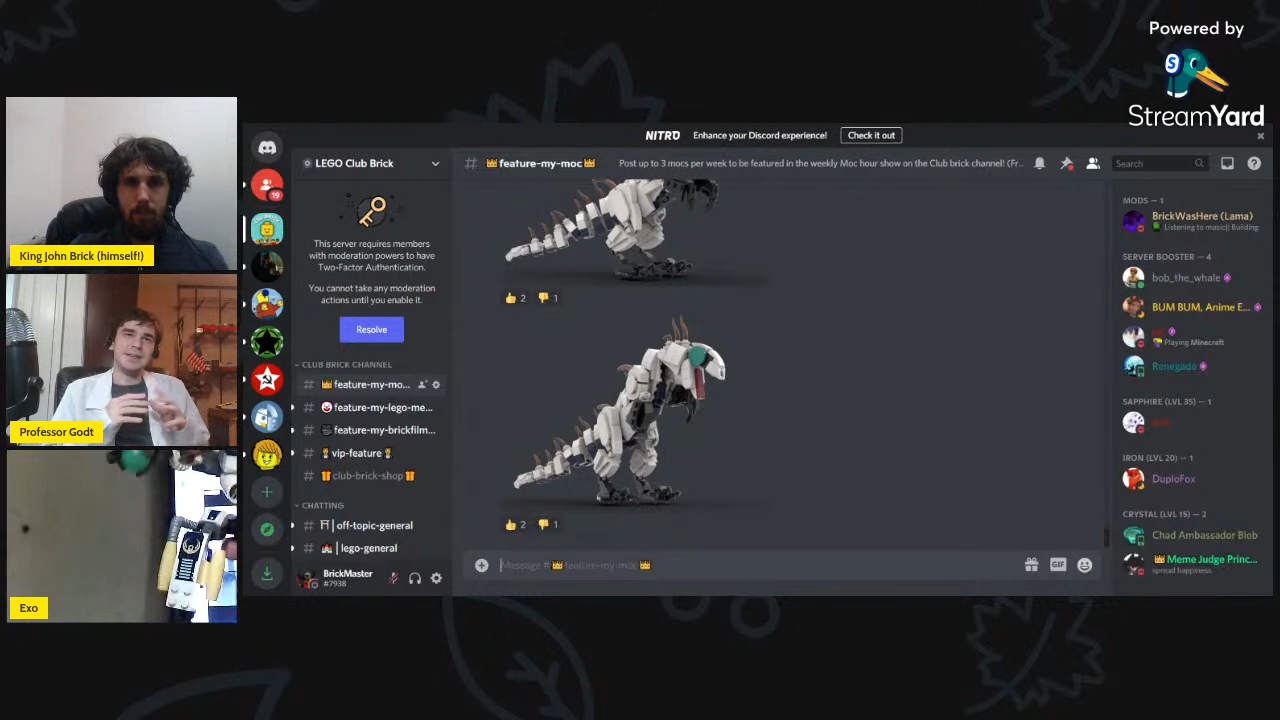 Powered by
StreamYard
King John Brick (himself!)
Professor Godt
Exo
NITRO Enhance your Discord experience! Check it out
LEGO Club Brick
# feature-my-moc
Post up to 3 mocs per week to be featured in the weekly Moc hour show on the Club brick channel! (Fr...
Search
19
This server requires members
with moderation powers to have
Two-Factor Authentication.
You cannot take any moderation
actions until you enable it.
Resolve
CLUB BRICK CHANNEL
# feature-my-mo...
# feature-my-lego-me...
# feature-my-brickfilm...
# vip-feature
# club-brick-shop
CHATTING
# | off-topic-general
# | lego-general
BrickMaster
#7938
2 1
2 1
Message # feature-my-moc
GIF
MODS — 1
BrickWasHere (Lama)
Listening to music|| Building
SERVER BOOSTER — 4
bob_the_whale
BUM BUM, Anime E...
Playing Minecraft
Renegade
SAPPHIRE (LVL 35) — 1
IRON (LVL 20) — 1
DuploFox
CRYSTAL (LVL 15) — 2
Chad Ambassador Blob
Meme Judge Princ...
spread happiness